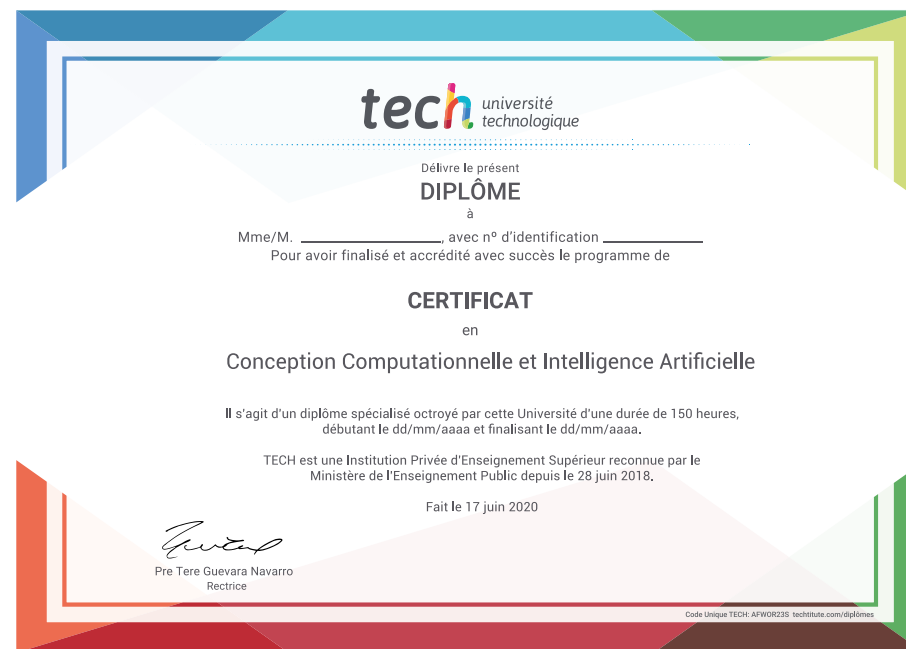 tech université
technologique
Délivre le présent
DIPLÔME
à
Mme/M. ____________________, avec nº d'identification ______________
Pour avoir finalisé et accrédité avec succès le programme de
CERTIFICAT
en
Conception Computationnelle et Intelligence Artificielle
Il s'agit d'un diplôme spécialisé octroyé par cette Université d'une durée de 150 heures,
débutant le dd/mm/aaaa et finalisant le dd/mm/aaaa.
TECH est une Institution Privée d'Enseignement Supérieur reconnue par le
Ministère de l'Enseignement Public depuis le 28 juin 2018.
Fait le 17 juin 2020
Pre Tere Guevara Navarro
Rectrice
Code Unique TECH: AFWOR23S techtitute.com/diplômes